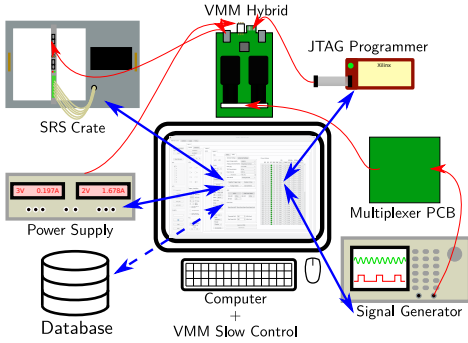 VMM Hybrid
JTAG Programmer
Xilinx
SRS Crate
3V 0.197A
2V 1.678A
Power Supply
Multiplexer PCB
Database
Computer
+
VMM Slow Control
Signal Generator